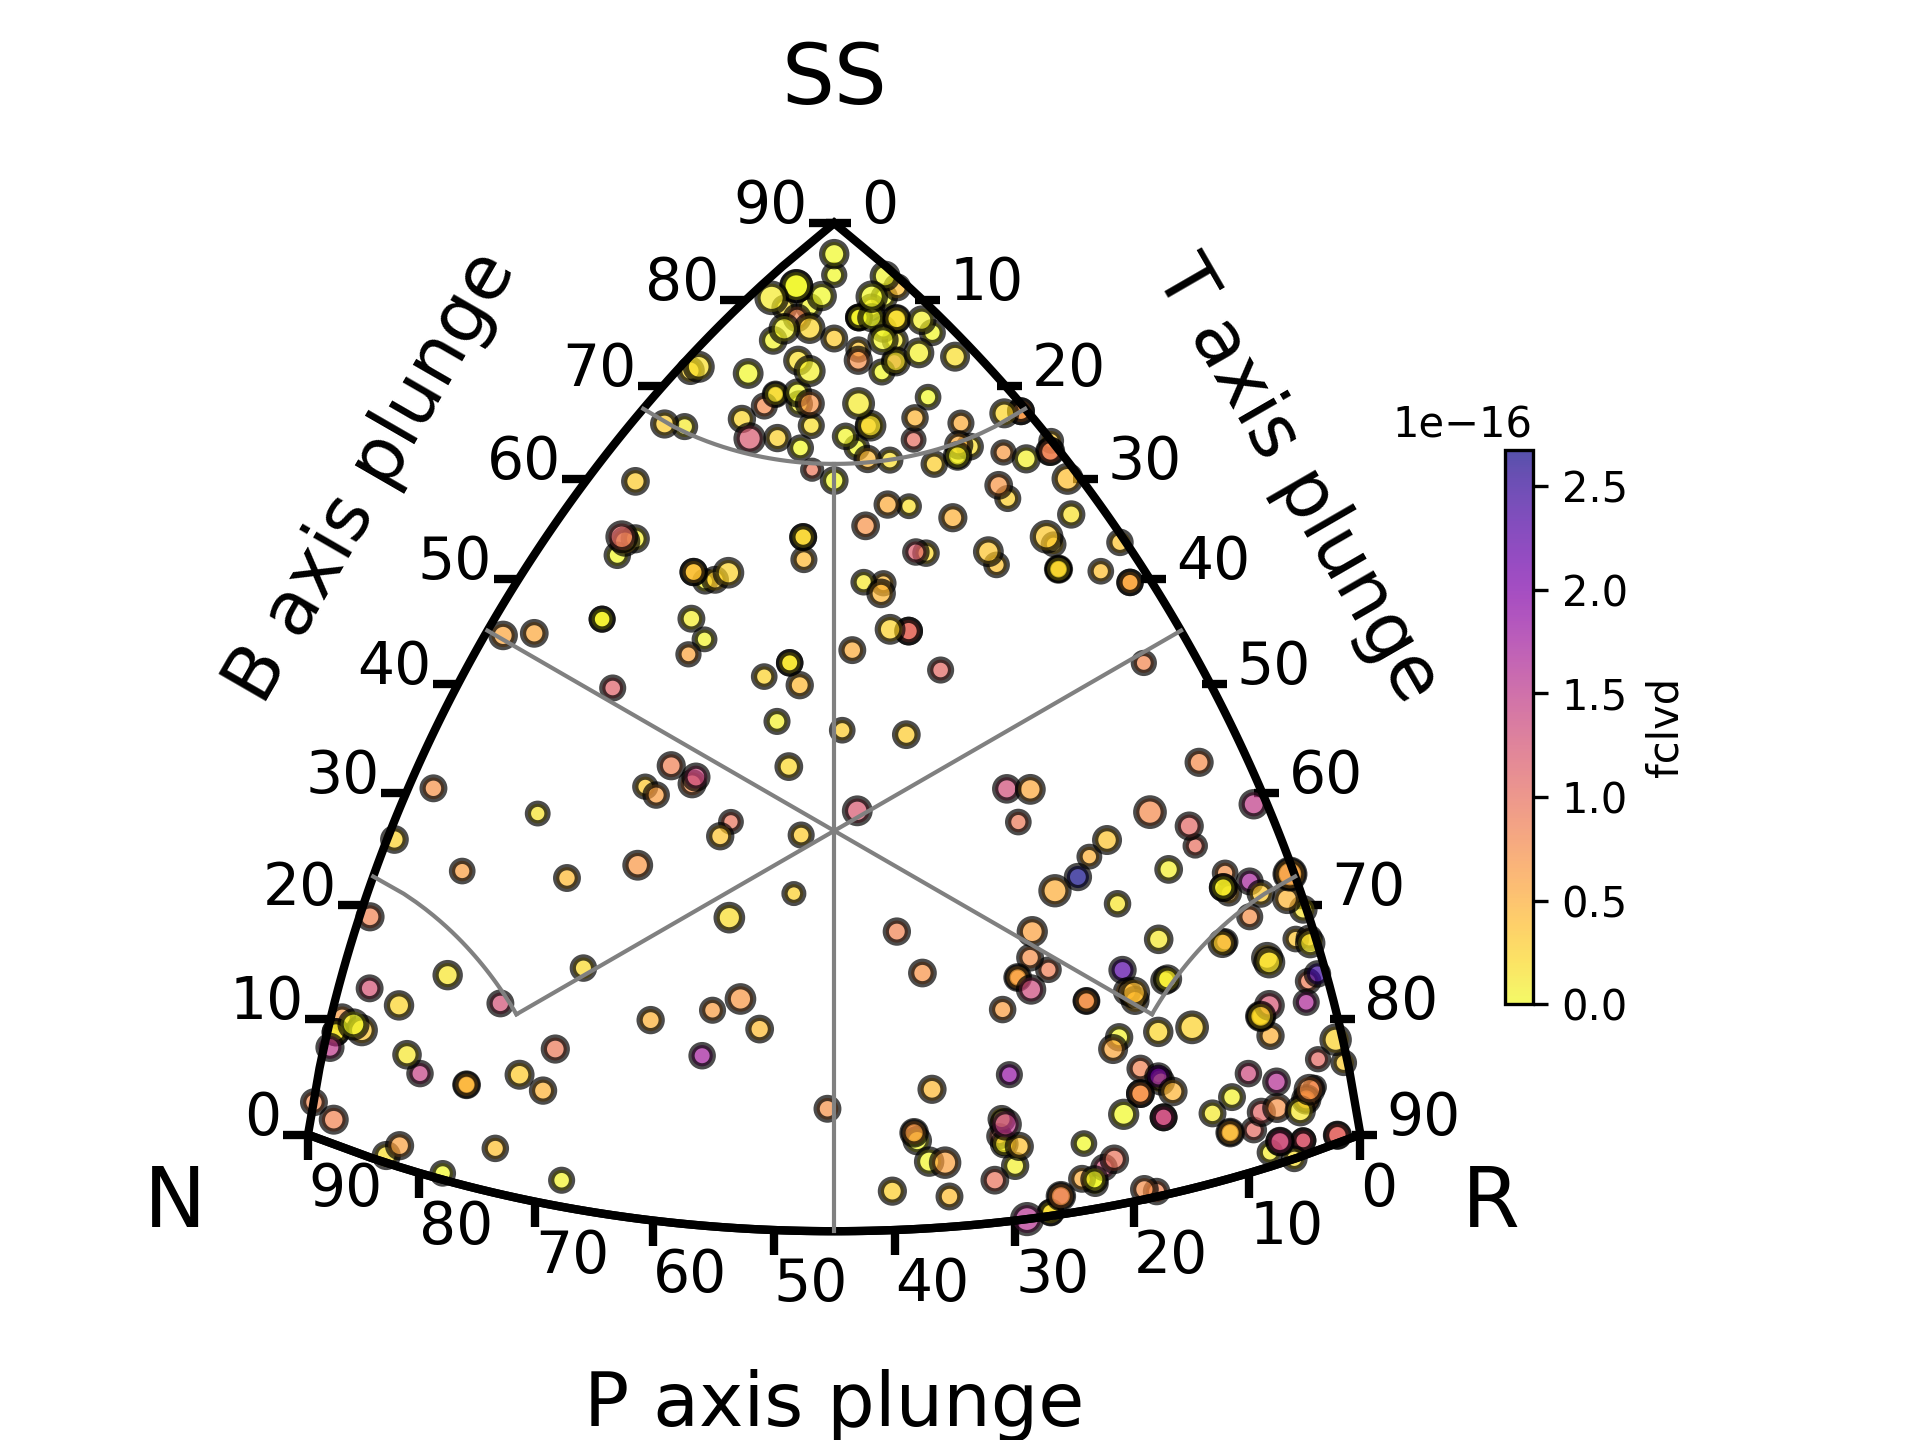 SS
90 0
80 10
70 20
60 30
50 40
40 50
30 60
20 70
10 80
0 90
B axis plunge
T axis plunge
N
R
90 80 70 60 50 40 30 20 10 0
P axis plunge
1e−16
2.5
2.0
1.5
1.0
0.5
0.0
fclvd